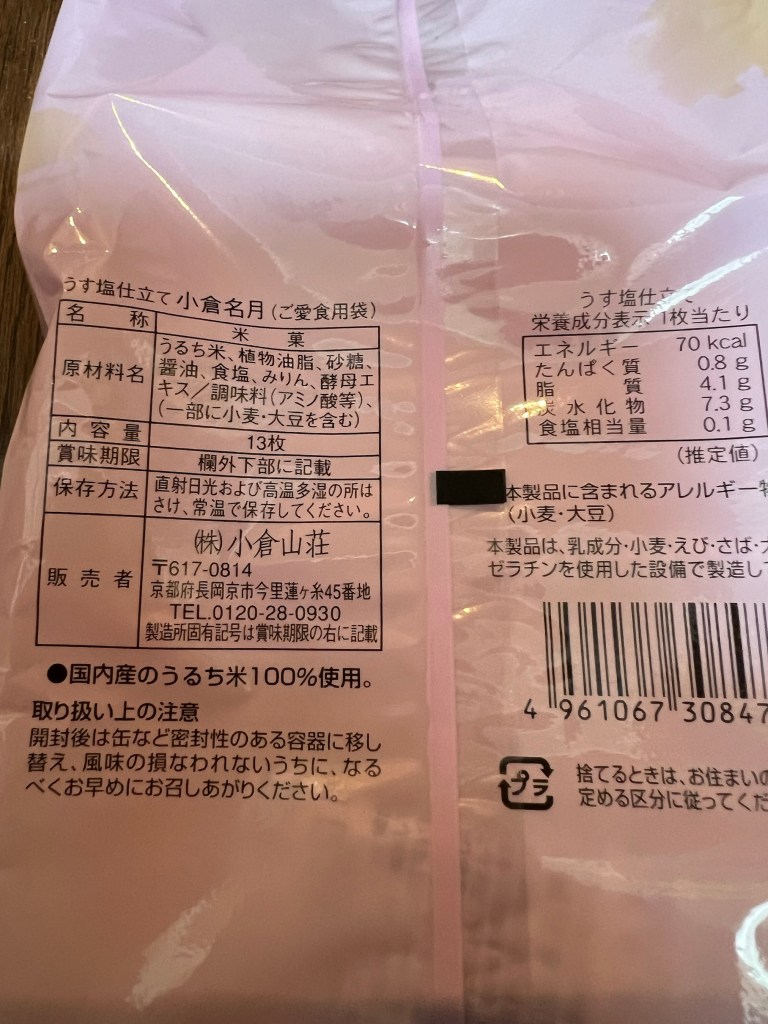 うす塩仕立て 小倉名月(ご愛食用袋)
名 称 米 菓
原材料名 うるち米、植物油脂、砂糖、
醤油、食塩、みりん、酵母エ
キス／調味料(アミノ酸等)、
(一部に小麦・大豆を含む)
内容量 13枚
賞味期限 欄外下部に記載
保存方法 直射日光および高温多湿の所は
さけ、常温で保存してください。
販売者 ㈱小倉山荘
〒617-0814
京都府長岡京市今里蓮ヶ糸45番地
TEL.0120-28-0930
製造所固有記号は賞味期限の右に記載
●国内産のうるち米100%使用。
取り扱い上の注意
開封後は缶など密封性のある容器に移し
替え、風味の損なわれないうちに、なる
べくお早めにお召しあがりください。
うす塩仕立て
栄養成分表示 1枚当たり
エネルギー 70 kcal
たんぱく質 0.8 g
脂質 4.1 g
炭水化物 7.3 g
食塩相当量 0.1 g
(推定値)
本製品に含まれるアレルギー
(小麦・大豆)
本製品は、乳成分・小麦・えび・さば・
ゼラチンを使用した設備で製造し
4 961067 30847
プラ
捨てるときは、お住まいの
定める区分に従ってくだ